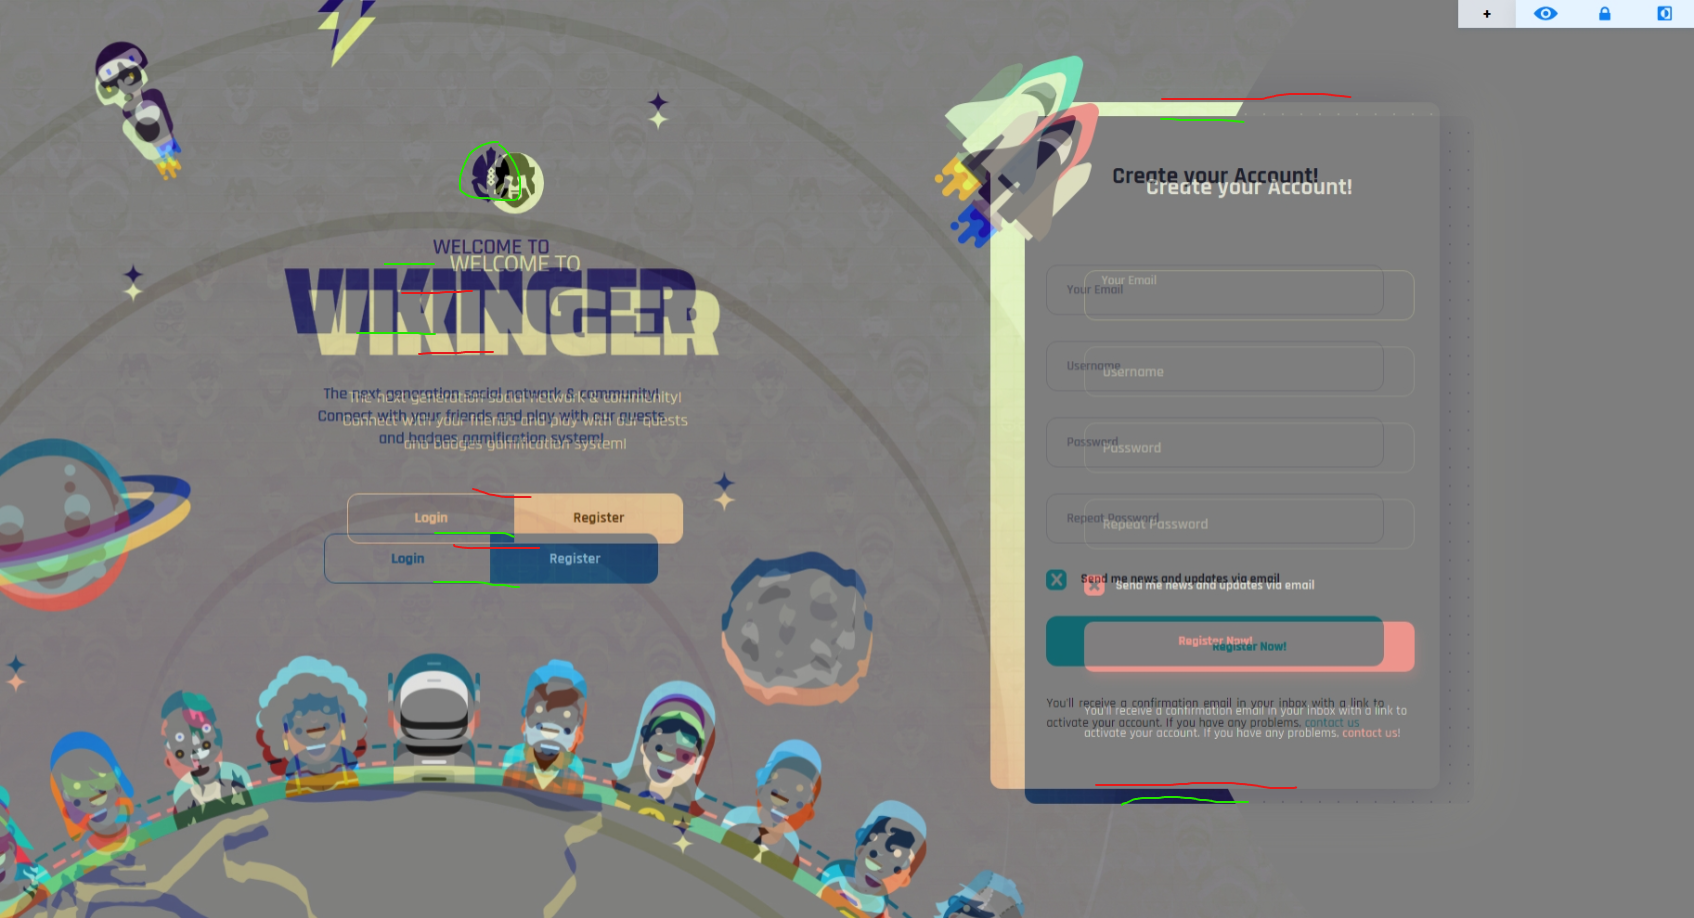 +
Create your Account!
Create your Account!
WELCOME TO
WELCOME TO
VIKINGER
VIKINGER
Your Email
Your Email
Username
Username
The next generation social network & community!
Connect with your friends and play with our quests
and badges gamification system!
The next generation social network & community!
Connect with your friends and play with our quests
and badges gamification system!
Password
Password
Login Register
Repeat Password
Repeat Password
Login Register
Send me news and updates via email
Send me news and updates via email
Register Now!
Register Now!
You'll receive a confirmation email in your inbox with a link to
activate your account. If you have any problems, contact us
You'll receive a confirmation email in your inbox with a link to
activate your account. If you have any problems, contact us!